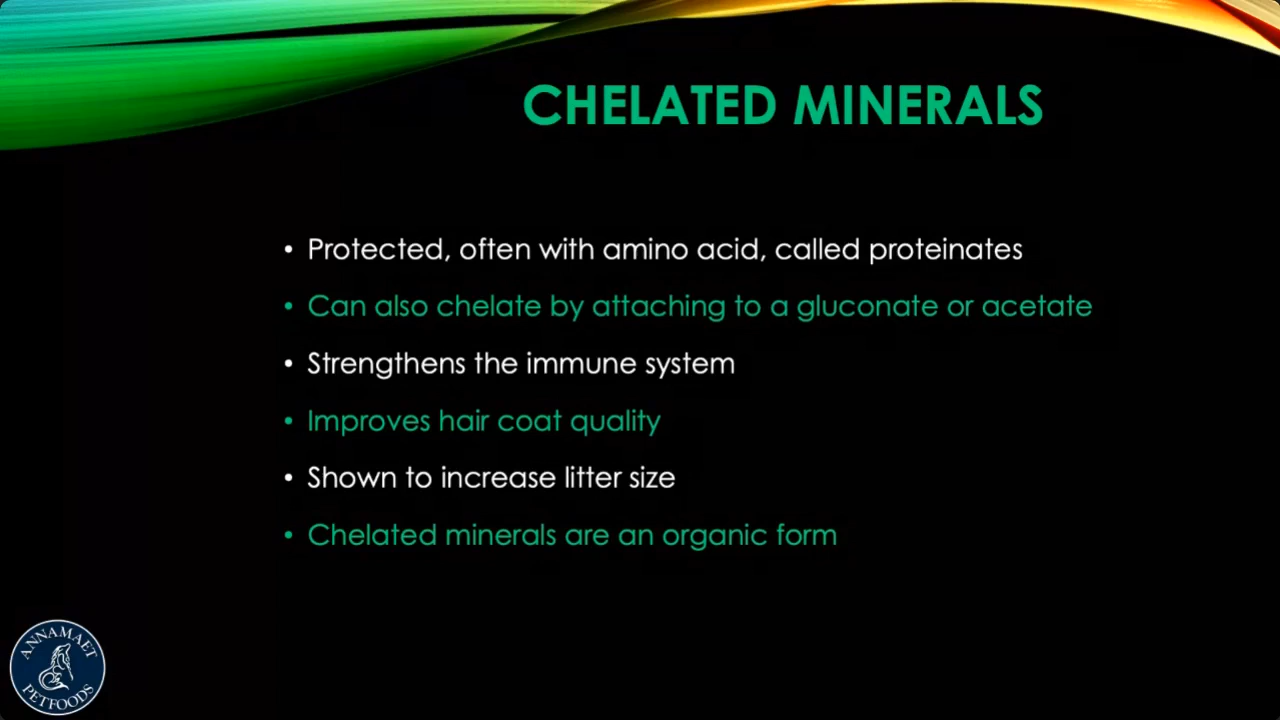 CHELATED MINERALS
• Protected, often with amino acid, called proteinates
• Can also chelate by attaching to a gluconate or acetate
• Strengthens the immune system
• Improves hair coat quality
• Shown to increase litter size
• Chelated minerals are an organic form
ANNAMAET
PETFOODS